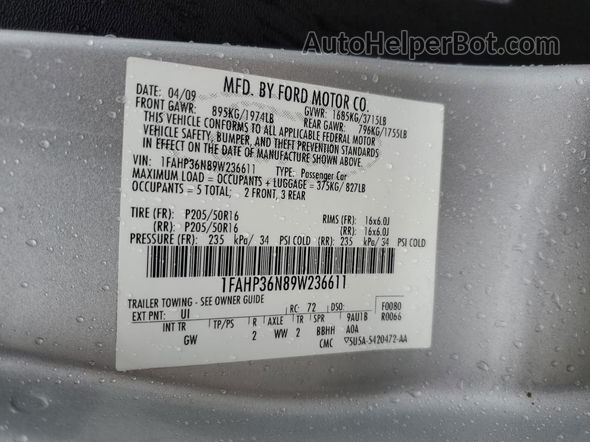 AutoHelperBot.com
MFD. BY FORD MOTOR CO.
DATE: 04/09 GVWR: 1685KG/3715LB
FRONT GAWR: 895KG/1974LB REAR GAWR: 796KG/1755LB
THIS VEHICLE CONFORMS TO ALL APPLICABLE FEDERAL MOTOR
VEHICLE SAFETY, BUMPER, AND THEFT PREVENTION STANDARDS
IN EFFECT ON THE DATE OF MANUFACTURE SHOWN ABOVE.
VIN: 1FAHP36N89W236611 TYPE: Passenger Car
MAXIMUM LOAD = OCCUPANTS + LUGGAGE = 375KG/ 827LB
OCCUPANTS = 5 TOTAL: 2 FRONT, 3 REAR
TIRE (FR): P205/50R16 RIMS (FR): 16x6.0J
(RR): P205/50R16 (RR): 16x6.0J
PRESSURE (FR): 235 kPa/ 34 PSI COLD (RR): 235 kPa/ 34 PSI COLD
1FAHP36N89W236611
TRAILER TOWING - SEE OWNER GUIDE RC: 72 DSO: F0080
EXT PNT: UI R0066
INT TR TP/PS R AXLE TR SPR 9AU1B
GW 2 WW 2 BBHH AOA
CMC 5U5A-5420472-AA